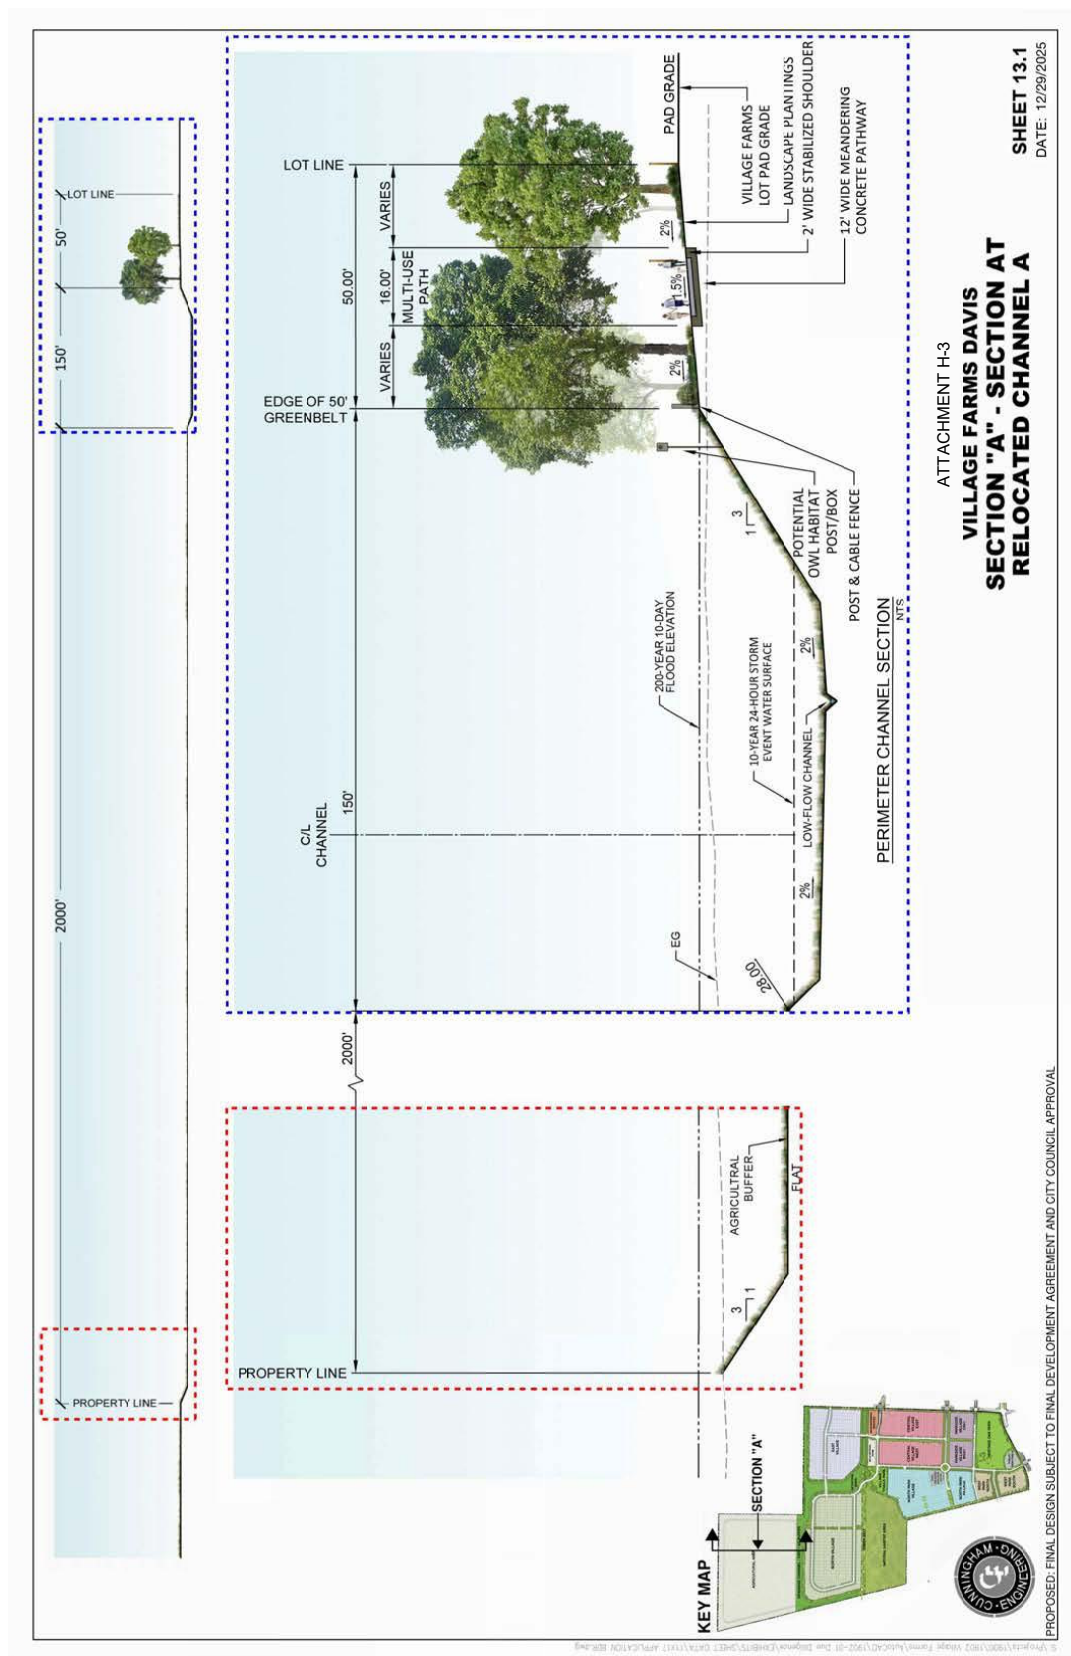 SHEET 13.1
DATE: 12/29/2025
ATTACHMENT H-3
VILLAGE FARMS DAVIS
SECTION "A" - SECTION AT
RELOCATED CHANNEL A
PROPERTY LINE
2000'
150'
50'
LOT LINE
PROPERTY LINE
2000'
C/L
CHANNEL
150'
EDGE OF 50'
GREENBELT
50.00'
LOT LINE
VARIES
16.00'
MULTI-USE
PATH
VARIES
3
1
AGRICULTRAL
BUFFER
FLAT
EG
28.00
200-YEAR 10-DAY
FLOOD ELEVATION
10-YEAR 24-HOUR STORM
EVENT WATER SURFACE
2%
LOW-FLOW CHANNEL
2%
1
3
POTENTIAL
OWL HABITAT
POST/BOX
POST & CABLE FENCE
2%
1.5%
2%
PAD GRADE
VILLAGE FARMS
LOT PAD GRADE
LANDSCAPE PLANTINGS
2' WIDE STABILIZED SHOULDER
12' WIDE MEANDERING
CONCRETE PATHWAY
PERIMETER CHANNEL SECTION
NTS
KEY MAP
SECTION "A"
CUNNINGHAM
ENGINEERING
PROPOSED: FINAL DESIGN SUBJECT TO FINAL DEVELOPMENT AGREEMENT AND CITY COUNCIL APPROVAL